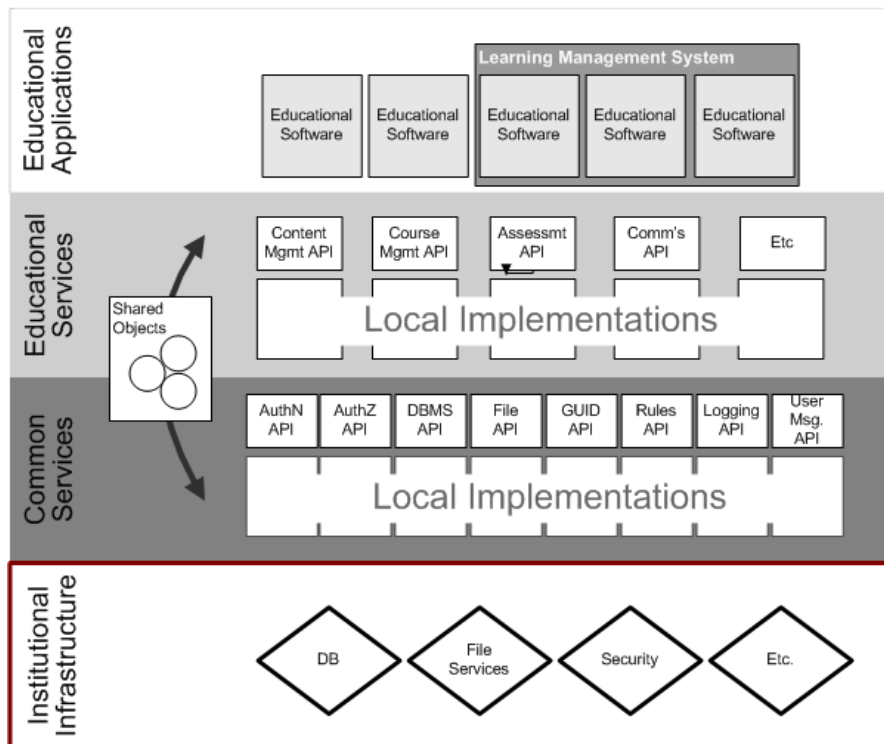 Educational
Applications
Learning Management System
Educational
Software
Educational
Software
Educational
Software
Educational
Software
Educational
Software
Educational
Services
Content
Mgmt API
Course
Mgmt API
Assessmt
API
Comm's
API
Etc
Local Implementations
Shared
Objects
Common
Services
AuthN
API
AuthZ
API
DBMS
API
File
API
GUID
API
Rules
API
Logging
API
User
Msg.
API
Local Implementations
Institutional
Infrastructure
DB
File
Services
Security
Etc.